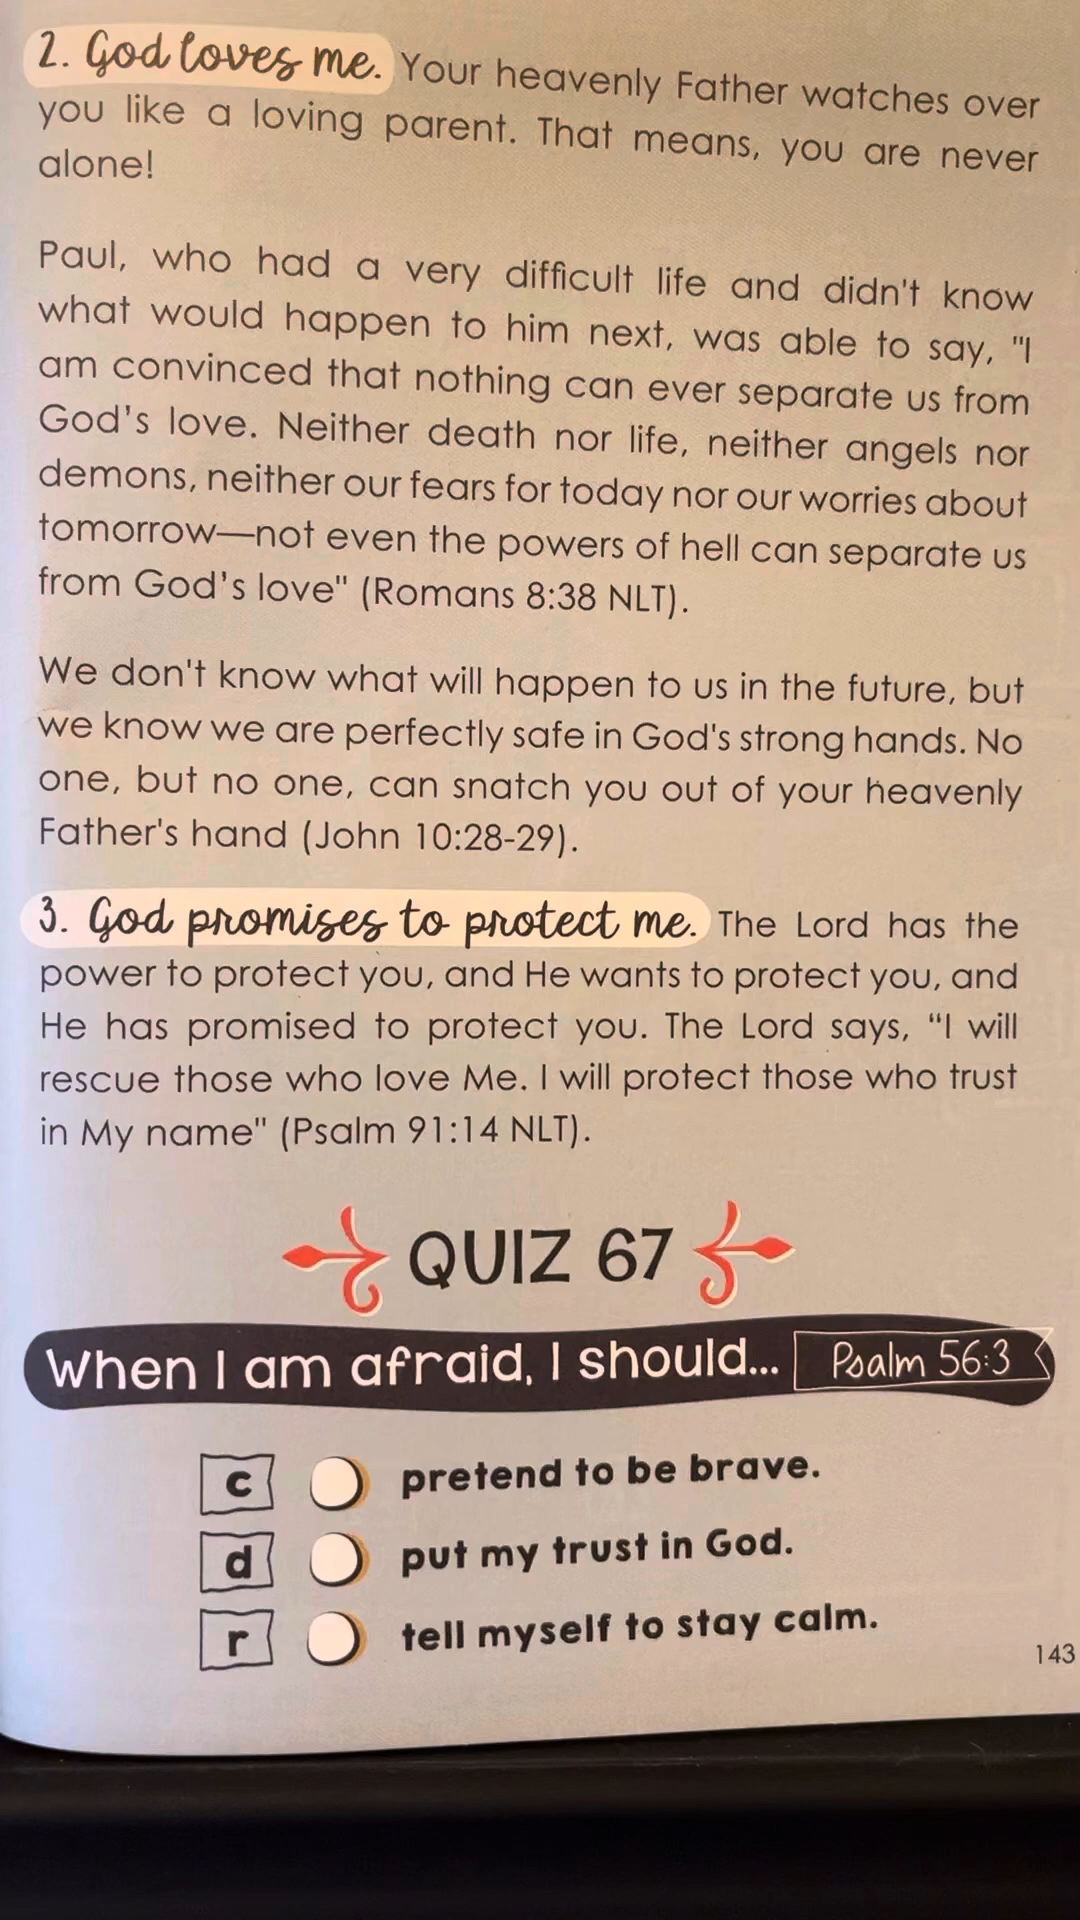 2. God loves me. Your heavenly Father watches over
you like a loving parent. That means, you are never
alone!
Paul, who had a very difficult life and didn't know
what would happen to him next, was able to say, "I
am convinced that nothing can ever separate us from
God's love. Neither death nor life, neither angels nor
demons, neither our fears for today nor our worries about
tomorrow—not even the powers of hell can separate us
from God's love" (Romans 8:38 NLT).
We don't know what will happen to us in the future, but
we know we are perfectly safe in God's strong hands. No
one, but no one, can snatch you out of your heavenly
Father's hand (John 10:28-29).
3. God promises to protect me. The Lord has the
power to protect you, and He wants to protect you, and
He has promised to protect you. The Lord says, “I will
rescue those who love Me. I will protect those who trust
in My name" (Psalm 91:14 NLT).
QUIZ 67
When I am afraid, I should... Psalm 56:3
c pretend to be brave.
d put my trust in God.
r tell myself to stay calm.
143